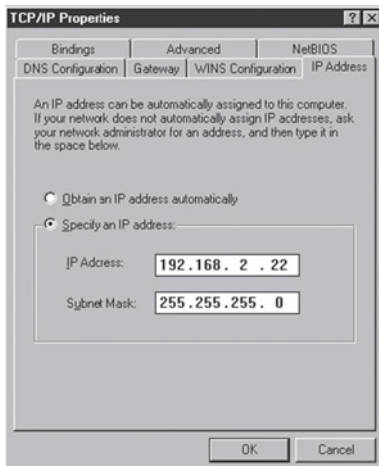 TCP/IP Properties
Bindings Advanced NetBIOS
DNS Configuration Gateway WINS Configuration IP Address
An IP address can be automatically assigned to this computer.
If your network does not automatically assign IP addresses, ask
your network administrator for an address, and then type it in
the space below.
Obtain an IP address automatically
Specify an IP address:
IP Address: 192.168. 2 .22
Subnet Mask: 255.255.255. 0
OK Cancel